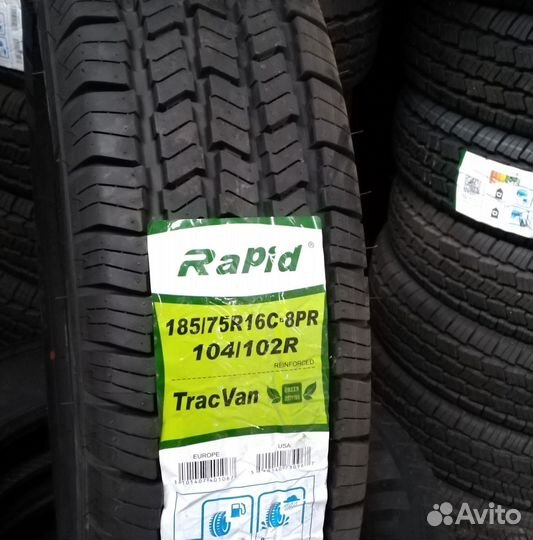 Rapid®
185/75R16C-8PR
104/102R
REINFORCED
TracVan
EUROPE
USA
Avito